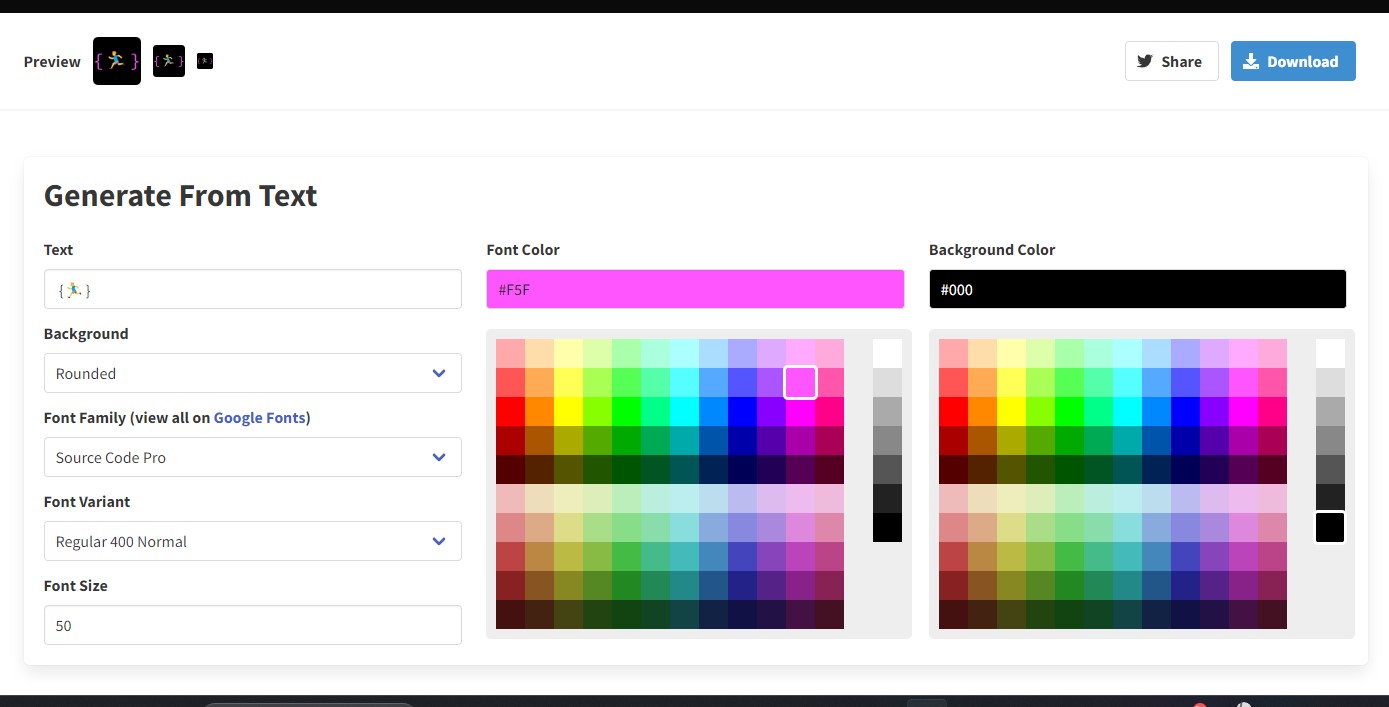 Preview {🏃} {🏃} Share Download
Generate From Text
Text Font Color Background Color
{🏃} #F5F #000
Background
Rounded
Font Family (view all on Google Fonts)
Source Code Pro
Font Variant
Regular 400 Normal
Font Size
50